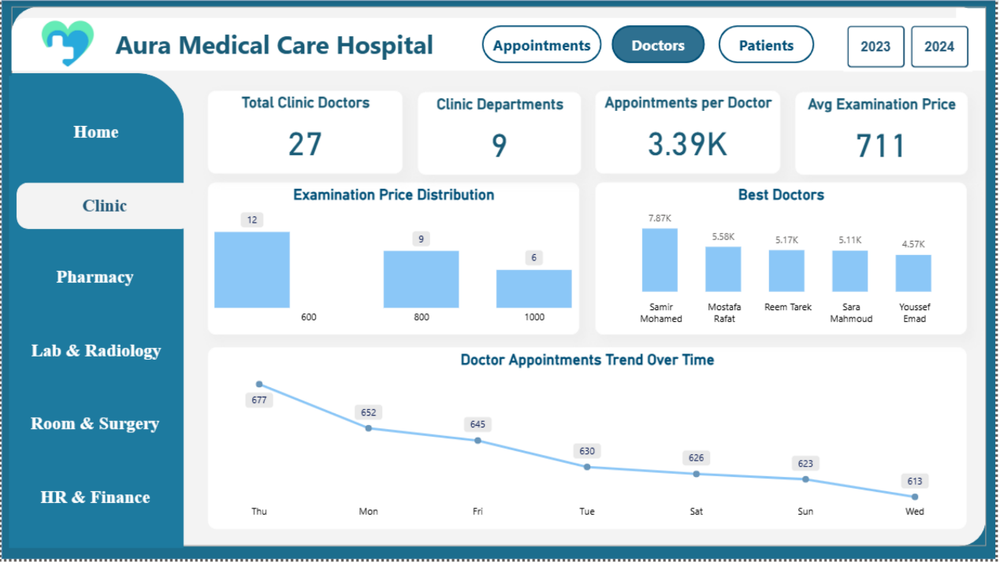 Aura Medical Care Hospital
Appointments
Doctors
Patients
2023
2024
Home
Clinic
Pharmacy
Lab & Radiology
Room & Surgery
HR & Finance
Total Clinic Doctors
27
Clinic Departments
9
Appointments per Doctor
3.39K
Avg Examination Price
711
Examination Price Distribution
12
9
6
600
800
1000
Best Doctors
7.87K
5.58K
5.17K
5.11K
4.57K
Samir
Mohamed
Mostafa
Rafat
Reem Tarek
Sara
Mahmoud
Youssef
Emad
Doctor Appointments Trend Over Time
677
652
645
630
626
623
613
Thu
Mon
Fri
Tue
Sat
Sun
Wed